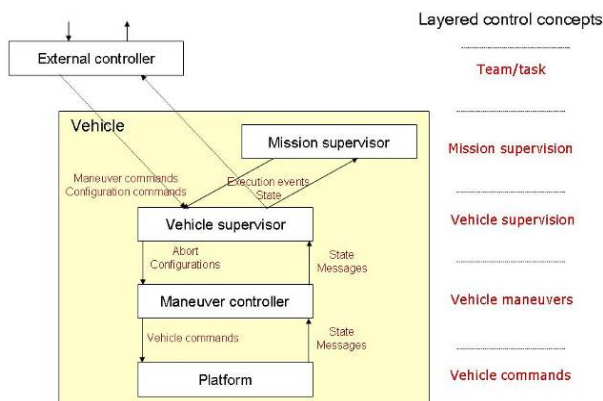 Layered control concepts
External controller
Team/task
Vehicle
Mission supervisor
Mission supervision
Maneuver commands
Configuration commands
Execution events
State
Vehicle supervisor
Vehicle supervision
Abort
Configurations
State
Messages
Maneuver controller
Vehicle maneuvers
Vehicle commands
State
Messages
Platform
Vehicle commands